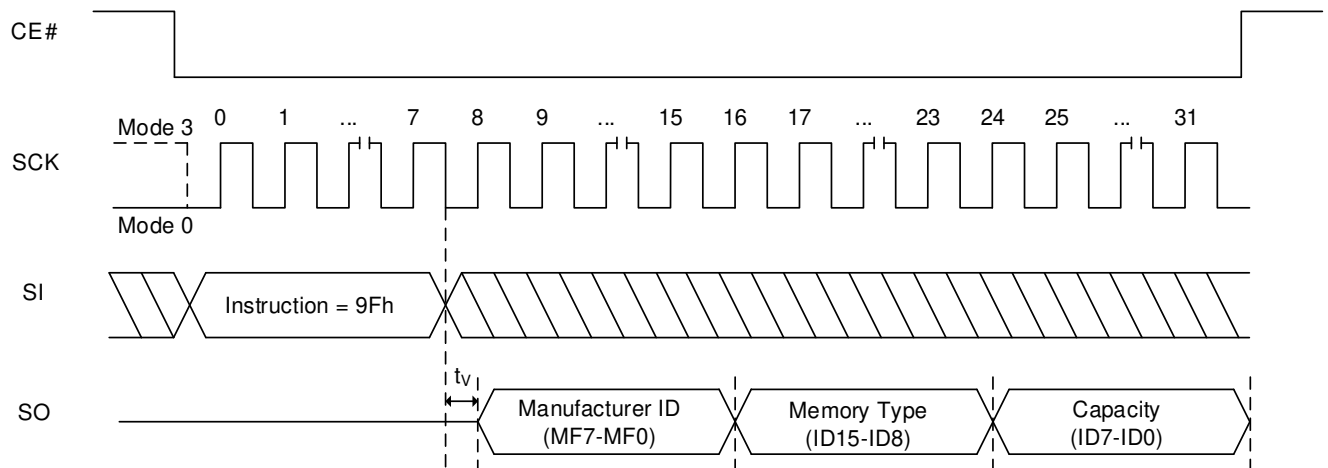 CE#
Mode 3
0 1 ... 7 8 9 ... 15 16 17 ... 23 24 25 ... 31
SCK
Mode 0
SI
Instruction = 9Fh
tV
SO
Manufacturer ID
(MF7-MF0)
Memory Type
(ID15-ID8)
Capacity
(ID7-ID0)